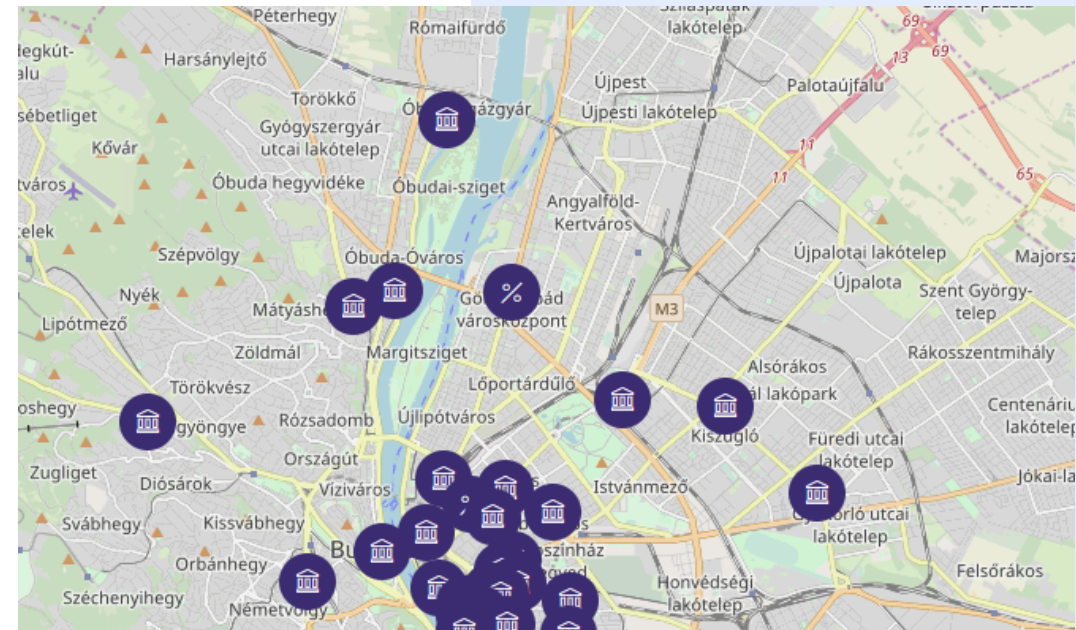 Péterhegy
Rómaifürdő
lakótelep
69
13
69
Harsánylejtő
Újpest
Palotaújfalu
Törökkő
Újpesti lakótelep
Gyógyszergyár
utcai lakótelep
11
Kővár
11
65
Óbuda hegyvidéke
Óbudai-sziget
Angyalföld-
Kertváros
Szépvölgy
Óbuda-Óváros
Újpalotai lakótelep
Újpalota
Nyék
%
M3
Szent György-
telep
Lipótmező
Zöldmál
Margitsziget
Rákosszentmihály
Törökvész
Lőportárdűlő
Alsórákos
Rózsadomb
Újlipótváros
Kiszugló
Füredi utcai
lakótelep
Országút
Zugliget
Diósárok
Víziváros
Istvánmező
Svábhegy
Kissvábhegy
lakótelep
Orbánhegy
Honvédségi
lakótelep
Felsőrákos
Széchenyihegy
Németvölgy